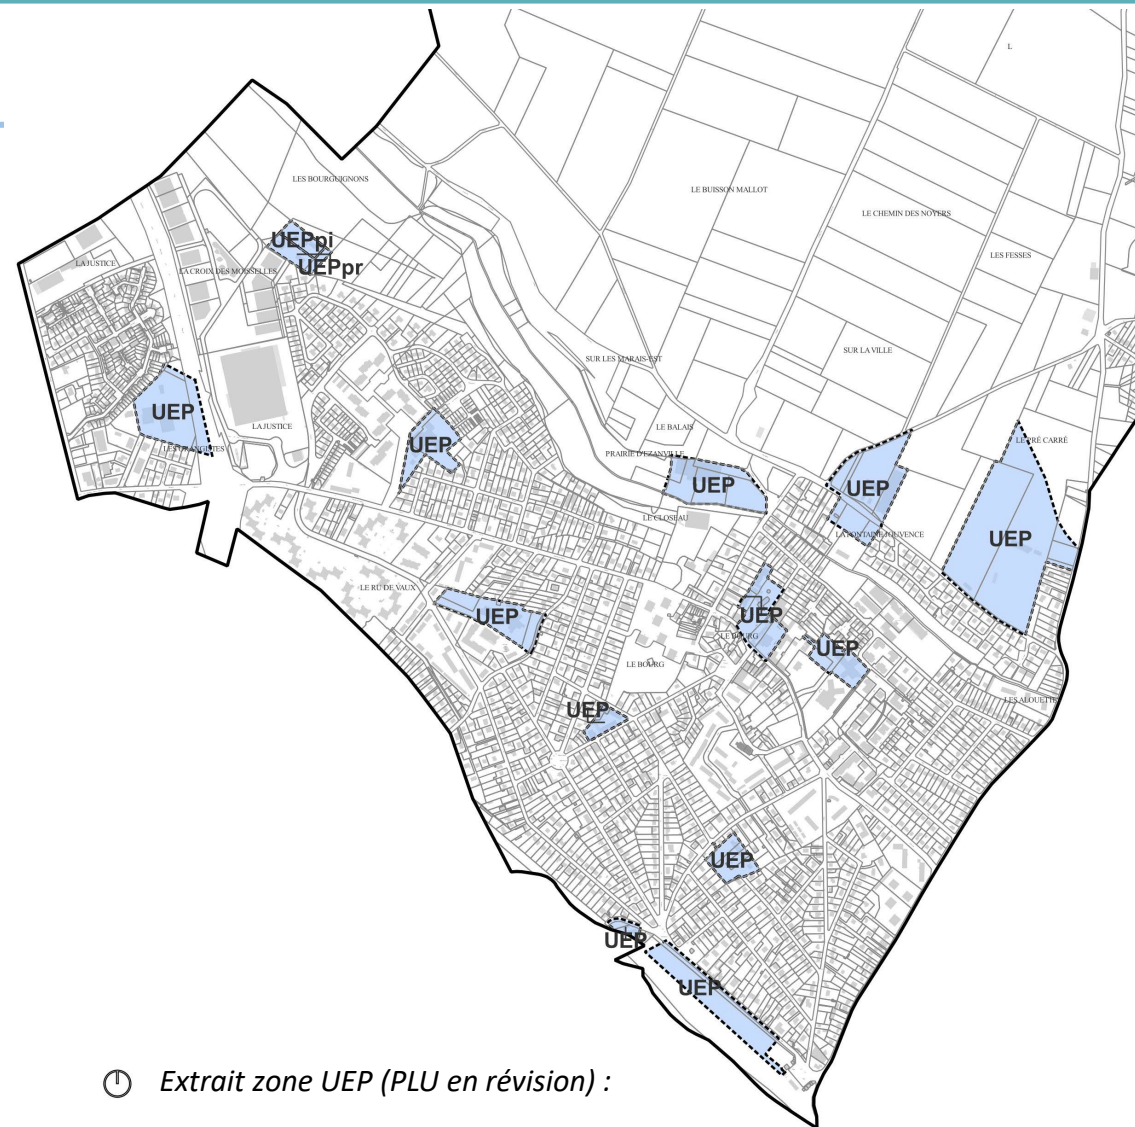 L
LES BOURGUIGNONS
LE BUISSON MALLOT
LE CHEMIN DES NOYERS
UEPpi
LES FESSES
LA JUSTICE
LA CROIX DES MOISSELLES
UEPpr
SUR LA VILLE
SUR LES MARAIS-EST
UEP
LA JUSTICE
LE BALAIS
LE PRÉ CARRÉ
UEP
PRAIRIE D'EZANVILLE
UEP
UEP
LE CLOSEAU
LA FONTAINE JOUVENCE
UEP
LE RU DE VAUX
UEP
UEP
LE BOURG
UEP
LE BOURG
UEP
UEP
UEP
UEP
Extrait zone UEP (PLU en révision) :